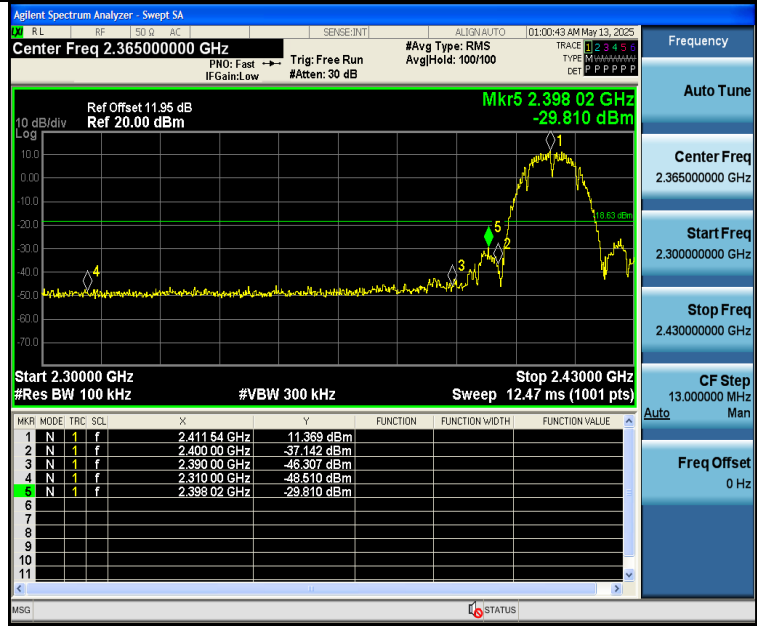 Agilent Spectrum Analyzer - Swept SA
RL RF 50 Ω AC SENSE:INT ALIGNAUTO 01:00:43 AM May 13, 2025
Center Freq 2.365000000 GHz #Avg Type: RMS TRACE 1 2 3 4 5 6
PNO: Fast Trig: Free Run Avg|Hold: 100/100 TYPE M WWWWW
IFGain:Low #Atten: 30 dB DET P P P P P P
Frequency
Auto Tune
Center Freq
2.365000000 GHz
Start Freq
2.300000000 GHz
Stop Freq
2.430000000 GHz
CF Step
13.000000 MHz
Auto Man
Freq Offset
0 Hz
Mkr5 2.398 02 GHz
-29.810 dBm
Ref Offset 11.95 dB
10 dB/div Ref 20.00 dBm
Log
10.0
0.00
-10.0
-20.0
-30.0
-40.0
-50.0
-60.0
-70.0
1
-18.63 dBm
5
2
3
4
Start 2.30000 GHz Stop 2.43000 GHz
#Res BW 100 kHz #VBW 300 kHz Sweep 12.47 ms (1001 pts)
MKR MODE TRC SCL X Y FUNCTION FUNCTION WIDTH FUNCTION VALUE
1 N 1 f 2.411 54 GHz 11.369 dBm
2 N 1 f 2.400 00 GHz -37.142 dBm
3 N 1 f 2.390 00 GHz -46.307 dBm
4 N 1 f 2.310 00 GHz -48.510 dBm
5 N 1 f 2.398 02 GHz -29.810 dBm
6
7
8
9
10
11
MSG STATUS